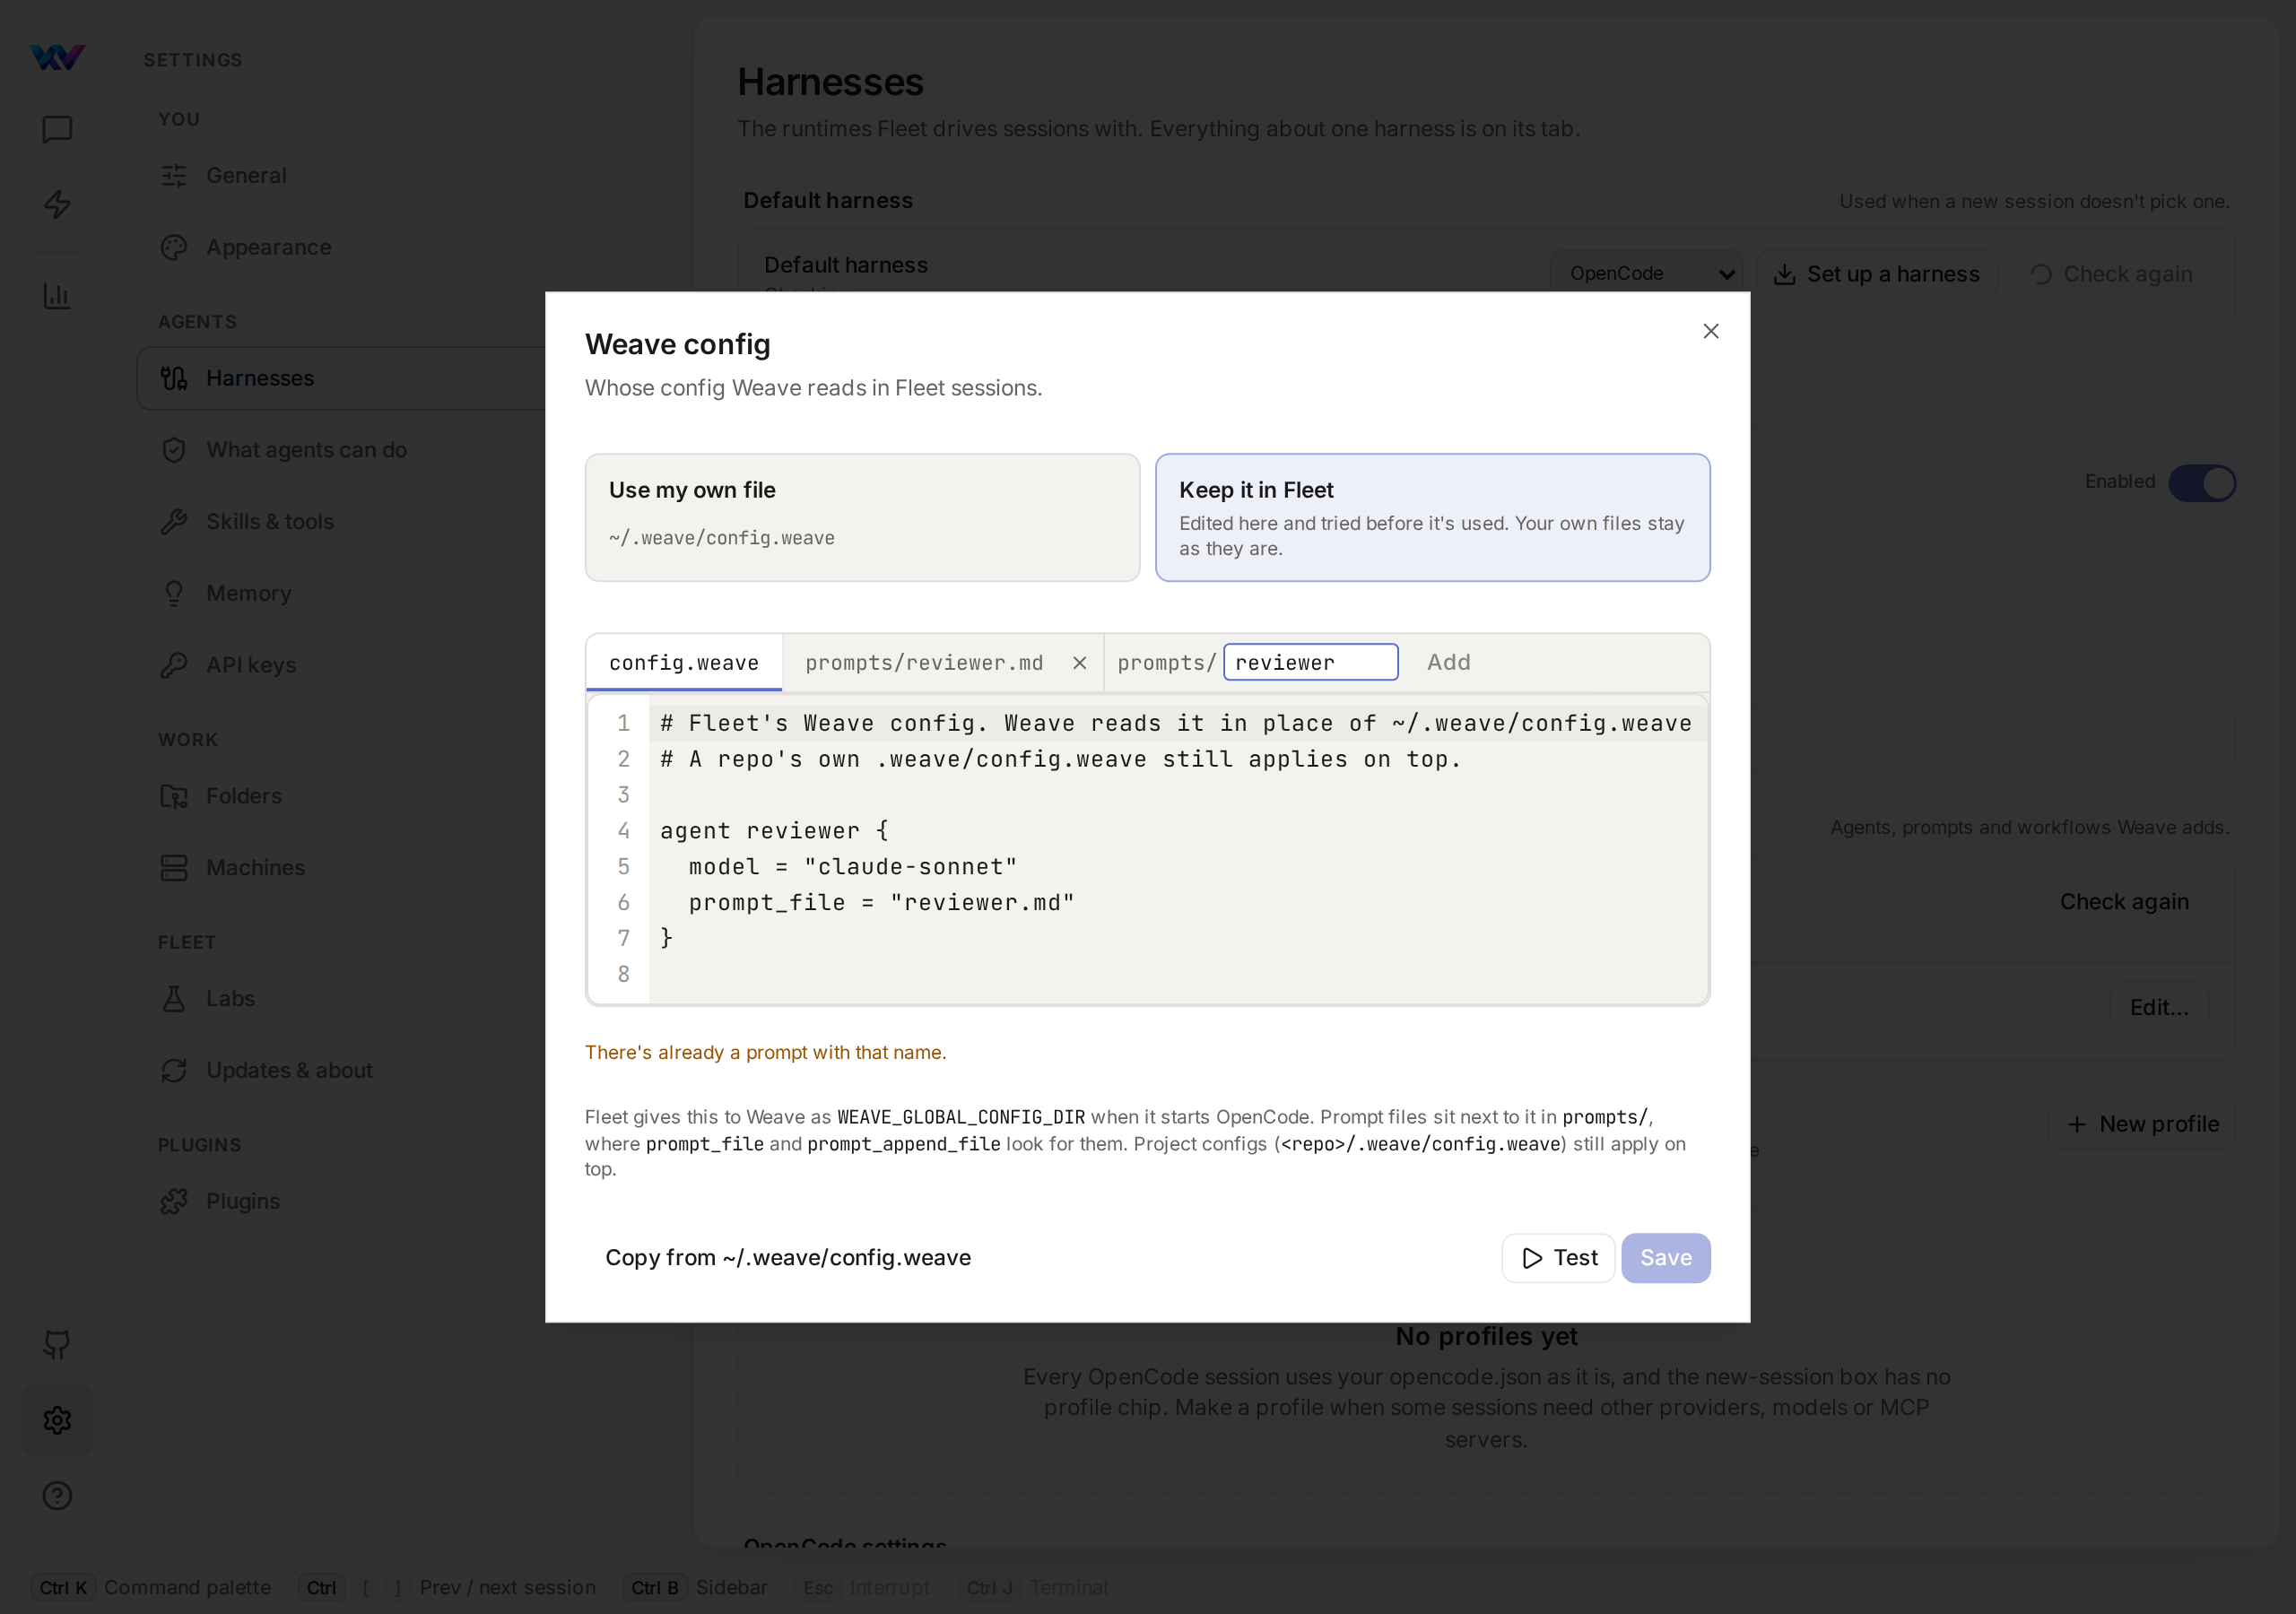 SETTINGS
YOU
General
Appearance
AGENTS
Harnesses
What agents can do
Skills & tools
Memory
API keys
WORK
Folders
Machines
FLEET
Labs
Updates & about
PLUGINS
Plugins
Harnesses
The runtimes Fleet drives sessions with. Everything about one harness is on its tab.
Default harness
Used when a new session doesn't pick one.
Default harness
OpenCode
Set up a harness
Check again
Enabled
Agents, prompts and workflows Weave adds.
Check again
Edit...
New profile
Weave config
Whose config Weave reads in Fleet sessions.
Use my own file
~/.weave/config.weave
Keep it in Fleet
Edited here and tried before it's used. Your own files stay
as they are.
config.weave
prompts/reviewer.md
prompts/
reviewer
Add
1 # Fleet's Weave config. Weave reads it in place of ~/.weave/config.weave
2 # A repo's own .weave/config.weave still applies on top.
3
4 agent reviewer {
5 model = "claude-sonnet"
6 prompt_file = "reviewer.md"
7 }
8
There's already a prompt with that name.
Fleet gives this to Weave as WEAVE_GLOBAL_CONFIG_DIR when it starts OpenCode. Prompt files sit next to it in prompts/,
where prompt_file and prompt_append_file look for them. Project configs (<repo>/.weave/config.weave) still apply on
top.
Copy from ~/.weave/config.weave
Test
Save
No profiles yet
Every OpenCode session uses your opencode.json as it is, and the new-session box has no
profile chip. Make a profile when some sessions need other providers, models or MCP
servers.
OpenCode settings
Ctrl K Command palette
Ctrl [ ] Prev / next session
Ctrl B Sidebar
Esc Interrupt
Ctrl J Terminal